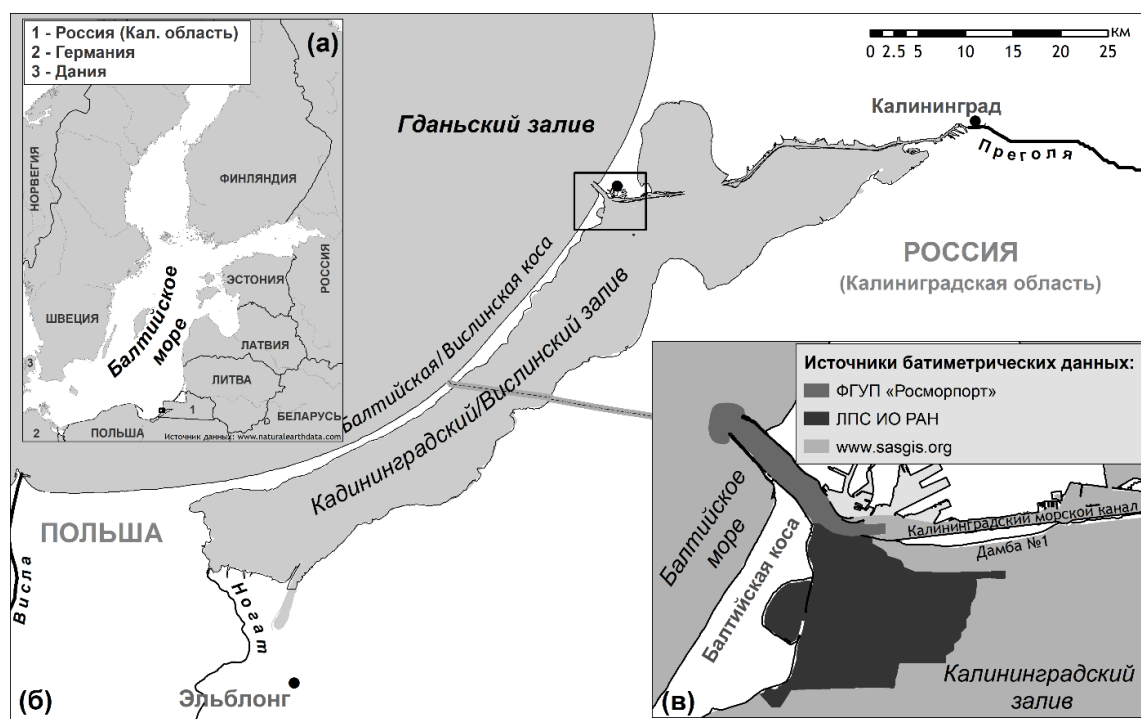 1 - Россия (Кал. область)
2 - Германия
3 - Дания
(а)
НОРВЕГИЯ
ФИНЛЯНДИЯ
РОССИЯ
ЭСТОНИЯ
ШВЕЦИЯ
Балтийское
море
ЛАТВИЯ
3
ЛИТВА
1
БЕЛАРУСЬ
2
ПОЛЬША
Источник данных: www.naturalearthdata.com
Км
0 2.5 5 10 15 20 25
Гданьский залив
Калининград
Преголя
РОССИЯ
(Калиниградская область)
Балтийская/Вислинская коса
Кадининградский/Вислинский залив
ПОЛЬША
Висла
Ногат
Эльблонг
(б)
Источники батиметрических данных:
ФГУП «Росморпорт»
ЛПС ИО РАН
www.sasgis.org
Балтийское
море
Калининградский морской канал
Дамба №1
Балтийская коса
Калининградский
залив
(в)